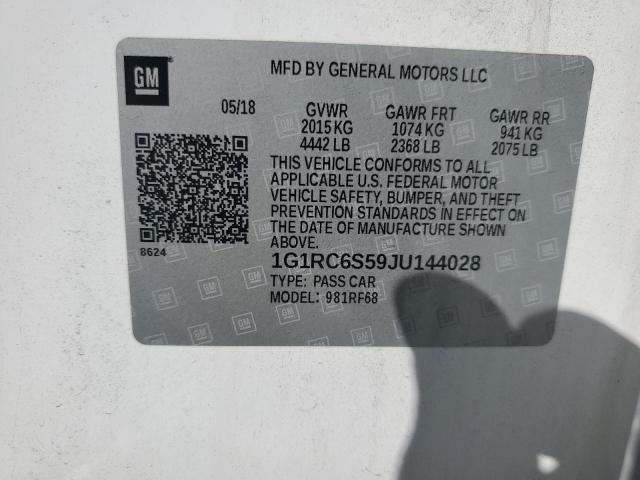 GM
MFD BY GENERAL MOTORS LLC
05/18 GVWR GAWR FRT GAWR RR
2015 KG 1074 KG 941 KG
4442 LB 2368 LB 2075 LB
THIS VEHICLE CONFORMS TO ALL
APPLICABLE U.S. FEDERAL MOTOR
VEHICLE SAFETY, BUMPER, AND THEFT
PREVENTION STANDARDS IN EFFECT ON
THE DATE OF MANUFACTURE SHOWN
ABOVE.
8624
1G1RC6S59JU144028
TYPE: PASS CAR
MODEL: 981RF68